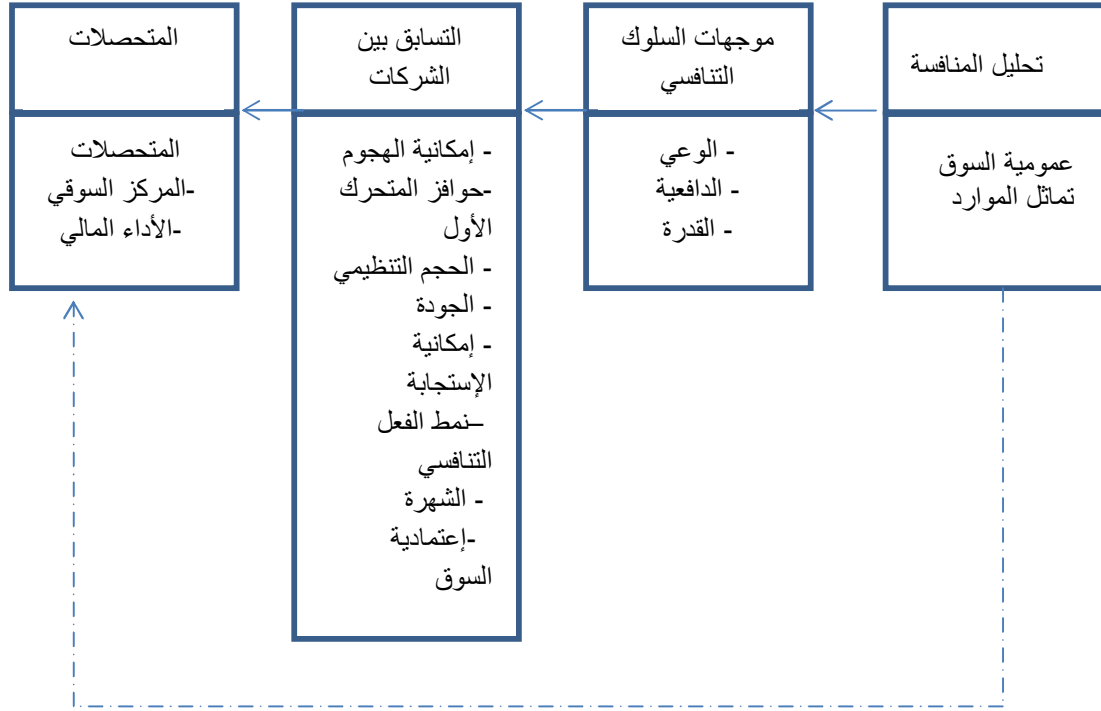 تحليل المنافسة
عمومية السوق
تماثل الموارد
موجهات السلوك
التنافسي
- الوعي
- الدافعية
- القدرة
التسابق بين
الشركات
- إمكانية الهجوم
-حوافز المتحرك
الأول
- الحجم التنظيمي
- الجودة
- إمكانية
الإستجابة
–نمط الفعل
التنافسي
- الشهرة
-إعتمادية
السوق
المتحصلات
المتحصلات
-المركز السوقي
-الأداء المالي